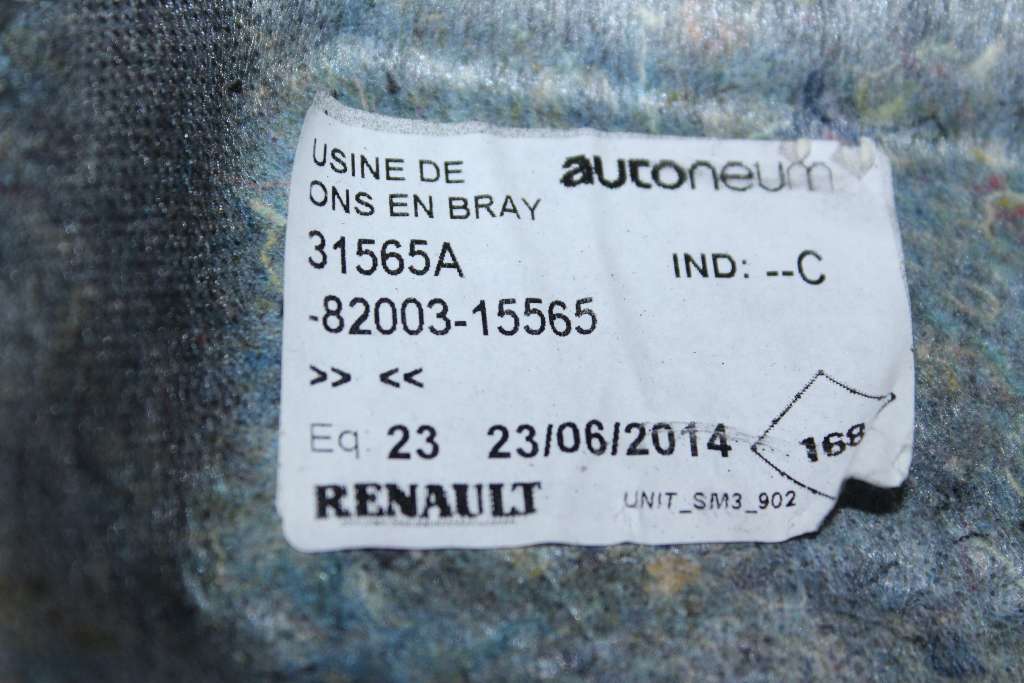 USINE DE
autoneum
ONS EN BRAY
31565A
IND: --C
-82003-15565
>> <<
Eq 23 23/06/2014
168
RENAULT
UNIT_SM3_902